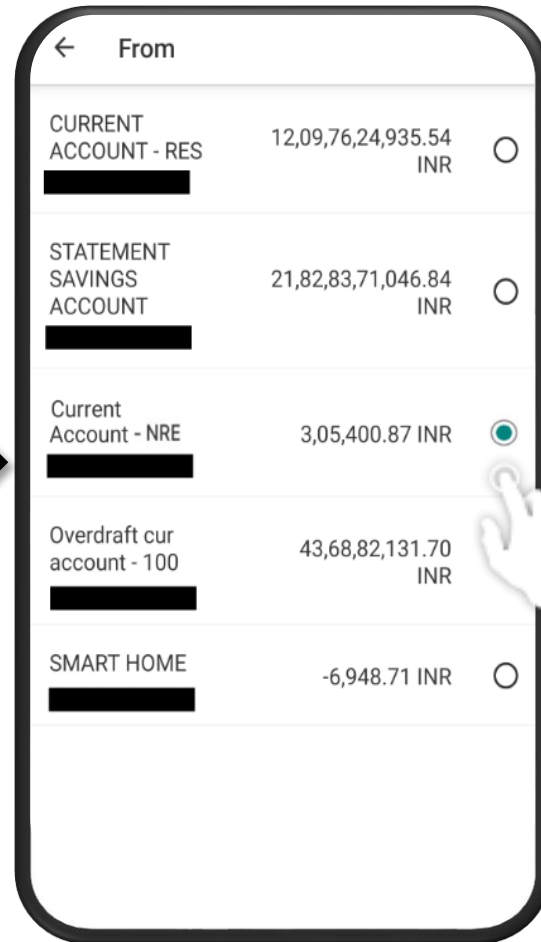 From
CURRENT
ACCOUNT - RES
12,09,76,24,935.54
INR
STATEMENT
SAVINGS
ACCOUNT
21,82,83,71,046.84
INR
Current
Account - NRE
3,05,400.87 INR
Overdraft cur
account - 100
43,68,82,131.70
INR
SMART HOME
-6,948.71 INR